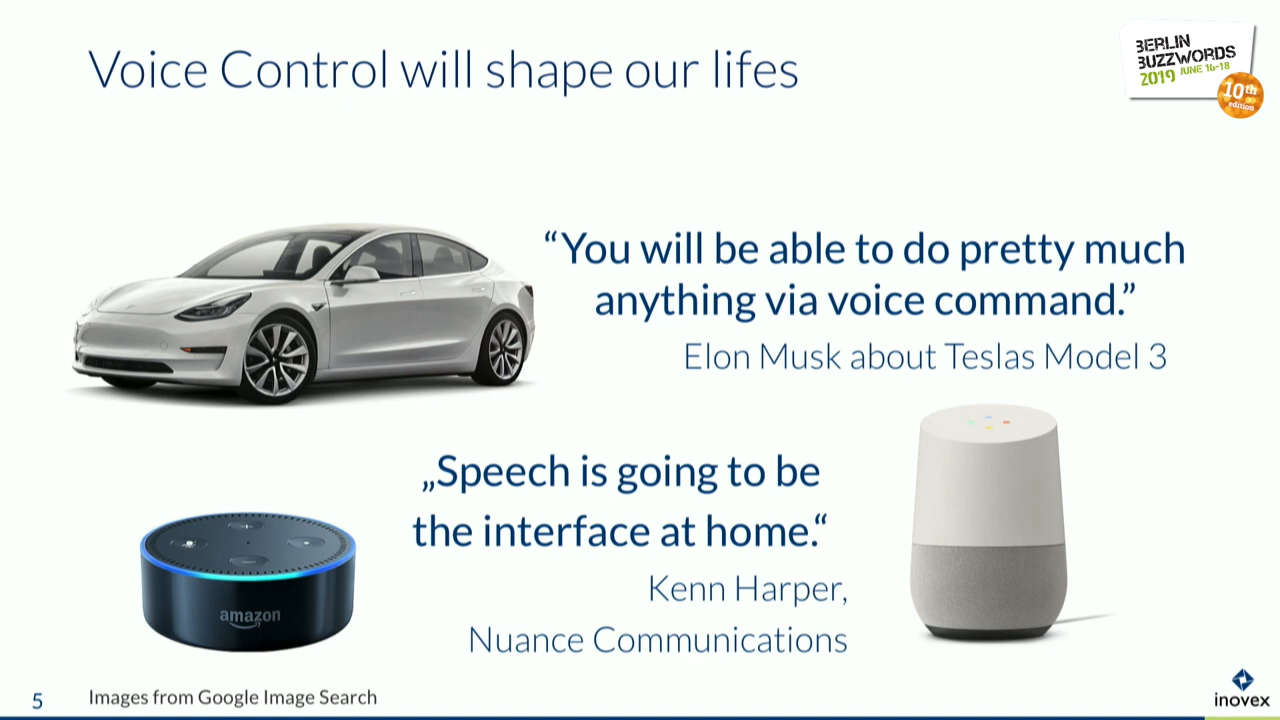 Voice Control will shape our lifes
BERLIN
BUZZWORDS
2019 JUNE 16-18
10th
edition
“You will be able to do pretty much
anything via voice command.”
Elon Musk about Teslas Model 3
„Speech is going to be
the interface at home.“
Kenn Harper,
Nuance Communications
amazon
5 Images from Google Image Search
inovex